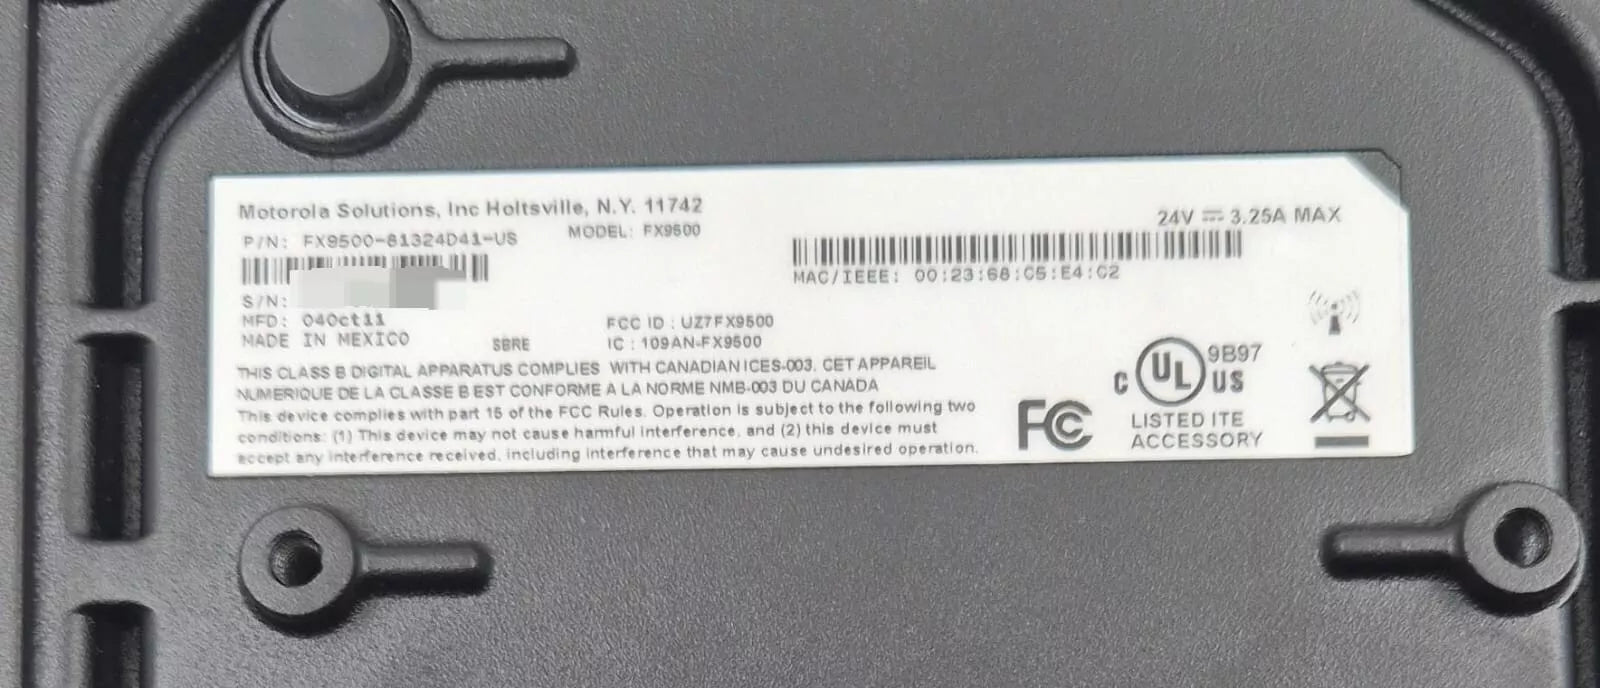 Motorola Solutions, Inc Holtsville, N.Y. 11742
P/N: FX9500-81324D41-US
MODEL: FX9500
24V ⎓ 3.25A MAX
MAC/IEEE: 00:23:68:C5:E4:C2
S/N:
MFD: 04Oct11
MADE IN MEXICO
SBRE
FCC ID : UZ7FX9500
IC : 109AN-FX9500
THIS CLASS B DIGITAL APPARATUS COMPLIES WITH CANADIAN ICES-003. CET APPAREIL
NUMERIQUE DE LA CLASSE B EST CONFORME A LA NORME NMB-003 DU CANADA
This device complies with part 15 of the FCC Rules. Operation is subject to the following two
conditions: (1) This device may not cause harmful interference, and (2) this device must
accept any interference received, including interference that may cause undesired operation.
FC
C UL US
9B97
LISTED ITE
ACCESSORY